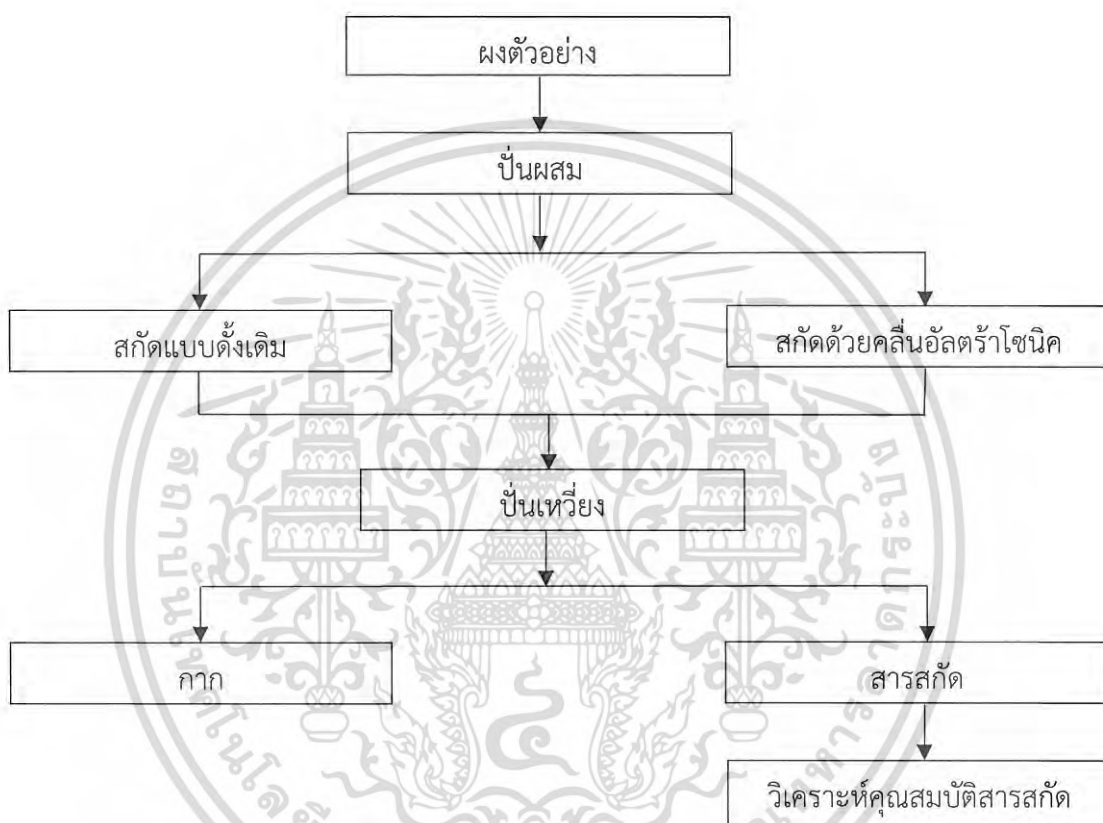 ผงตัวอย่าง
ปั่นผสม
สกัดแบบดั้งเดิม
สกัดด้วยคลื่นอัลตร้าโซนิค
ปั่นเหวี่ยง
กาก
สารสกัด
วิเคราะห์คุณสมบัติสารสกัด